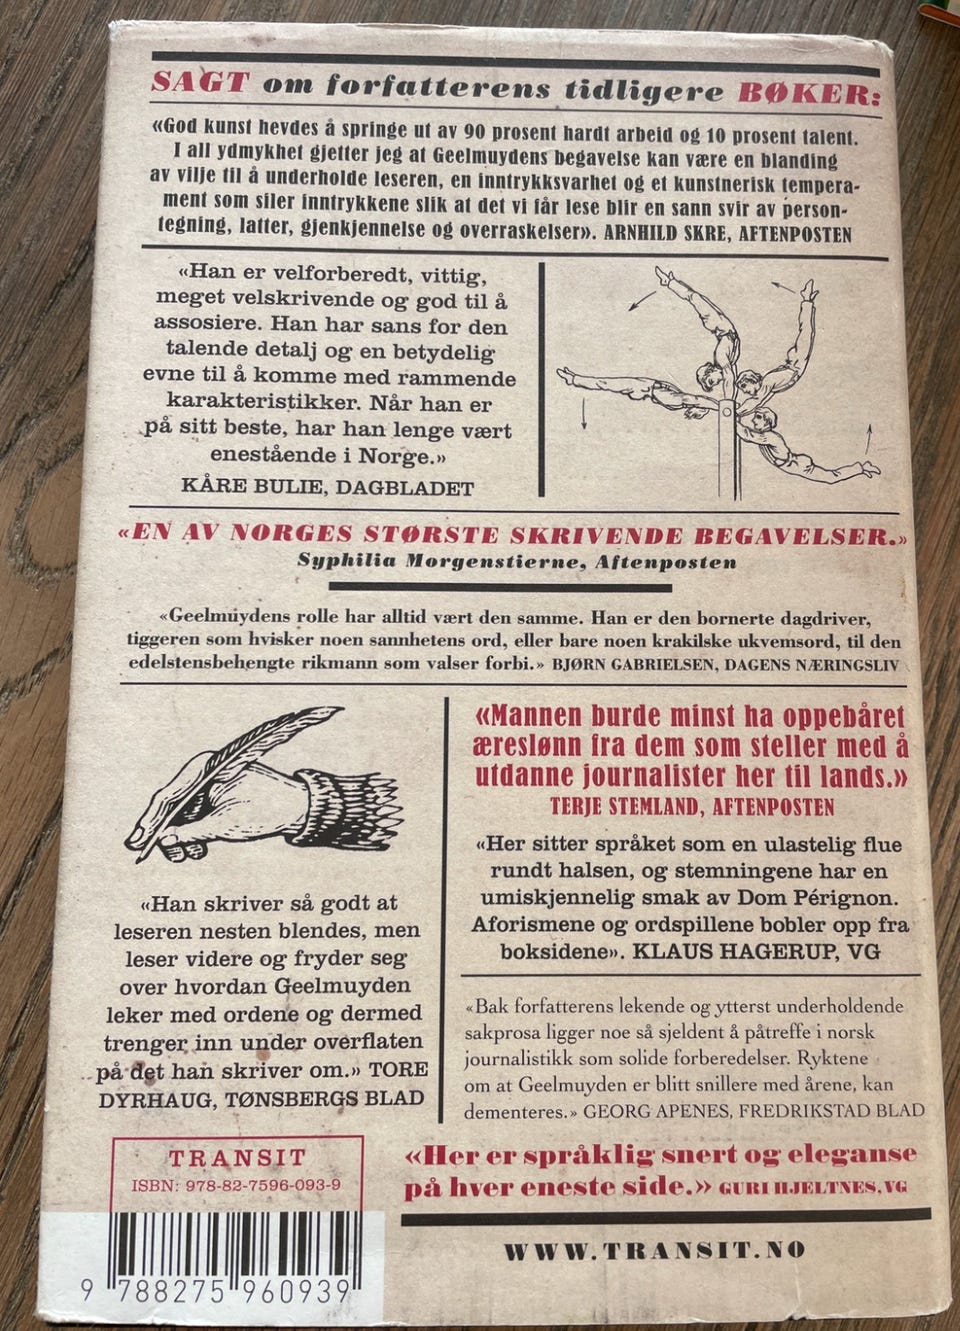 SAGT om forfatterens tidligere BØKER:
«God kunst hevdes å springe ut av 90 prosent hardt arbeid og 10 prosent talent.
I all ydmykhet gjetter jeg at Geelmuydens begavelse kan være en blanding
av vilje til å underholde leseren, en inntrykksvarhet og et kunstnerisk tempera-
ment som siler inntrykkene slik at det vi får lese blir en sann svir av person-
tegning, latter, gjenkjennelse og overraskelser». ARNHILD SKRE, AFTENPOSTEN
«Han er velforberedt, vittig,
meget velskrivende og god til å
assosiere. Han har sans for den
talende detalj og en betydelig
evne til å komme med rammende
karakteristikker. Når han er
på sitt beste, har han lenge vært
enestående i Norge.»
KÅRE BULIE, DAGBLADET
«EN AV NORGES STØRSTE SKRIVENDE BEGAVELSER.»
Syphilia Morgenstierne, Aftenposten
«Geelmuydens rolle har alltid vært den samme. Han er den bornerte dagdriver,
tiggeren som hvisker noen sannhetens ord, eller bare noen krakilske ukvemsord, til den
edelstensbehengte rikmann som valser forbi.» BJØRN GABRIELSEN, DAGENS NÆRINGSLIV
«Han skriver så godt at
leseren nesten blendes, men
leser videre og fryder seg
over hvordan Geelmuyden
leker med ordene og dermed
trenger inn under overflaten
på det han skriver om.» TORE
DYRHAUG, TØNSBERGS BLAD
«Mannen burde minst ha oppebåret
æreslønn fra dem som steller med å
utdanne journalister her til lands.»
TERJE STEMLAND, AFTENPOSTEN
«Her sitter språket som en ulastelig flue
rundt halsen, og stemningene har en
umiskjennelig smak av Dom Pérignon.
Aforismene og ordspillene bobler opp fra
boksidene». KLAUS HAGERUP, VG
«Bak forfatterens lekende og ytterst underholdende
sakprosa ligger noe så sjeldent å påtreffe i norsk
journalistikk som solide forberedelser. Ryktene
om at Geelmuyden er blitt snillere med årene, kan
dementeres.» GEORG APENES, FREDRIKSTAD BLAD
«Her er språklig snert og eleganse
på hver eneste side.» GURI HJELTNES, VG
TRANSIT
ISBN: 978-82-7596-093-9
9 788275 960939
WWW.TRANSIT.NO